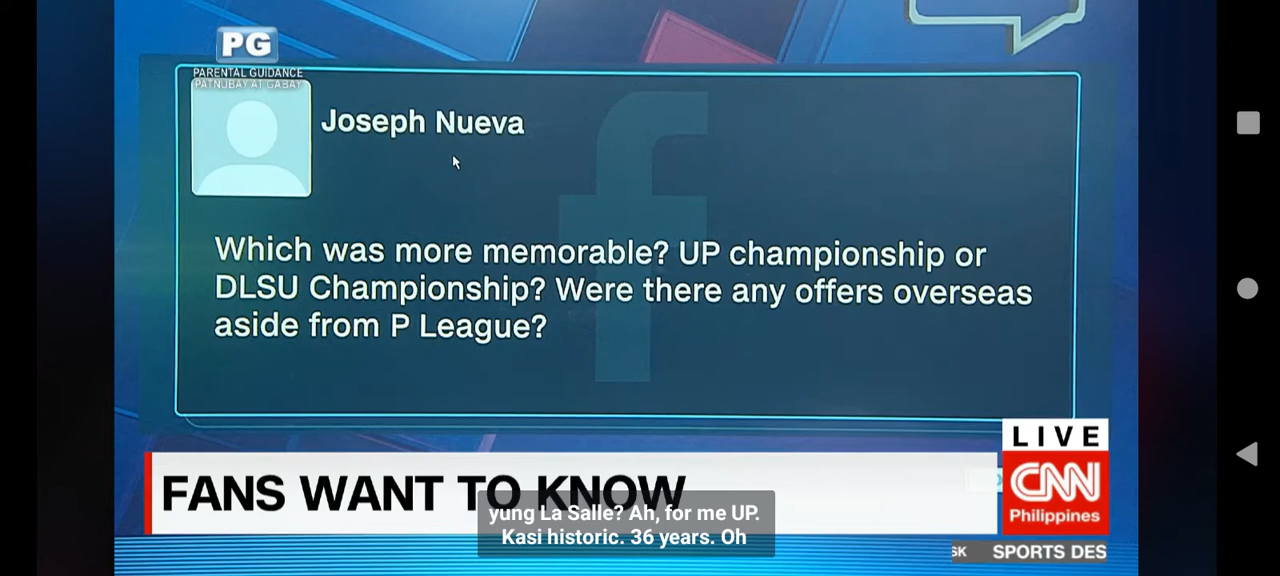 PG
PARENTAL GUIDANCE
PATNUBAY AT GABAY
Joseph Nueva
Which was more memorable? UP championship or
DLSU Championship? Were there any offers overseas
aside from P League?
LIVE
FANS WANT TO KNOW
CNN
Philippines
yung La Salle? Ah, for me UP.
Kasi historic. 36 years. Oh
SK SPORTS DES